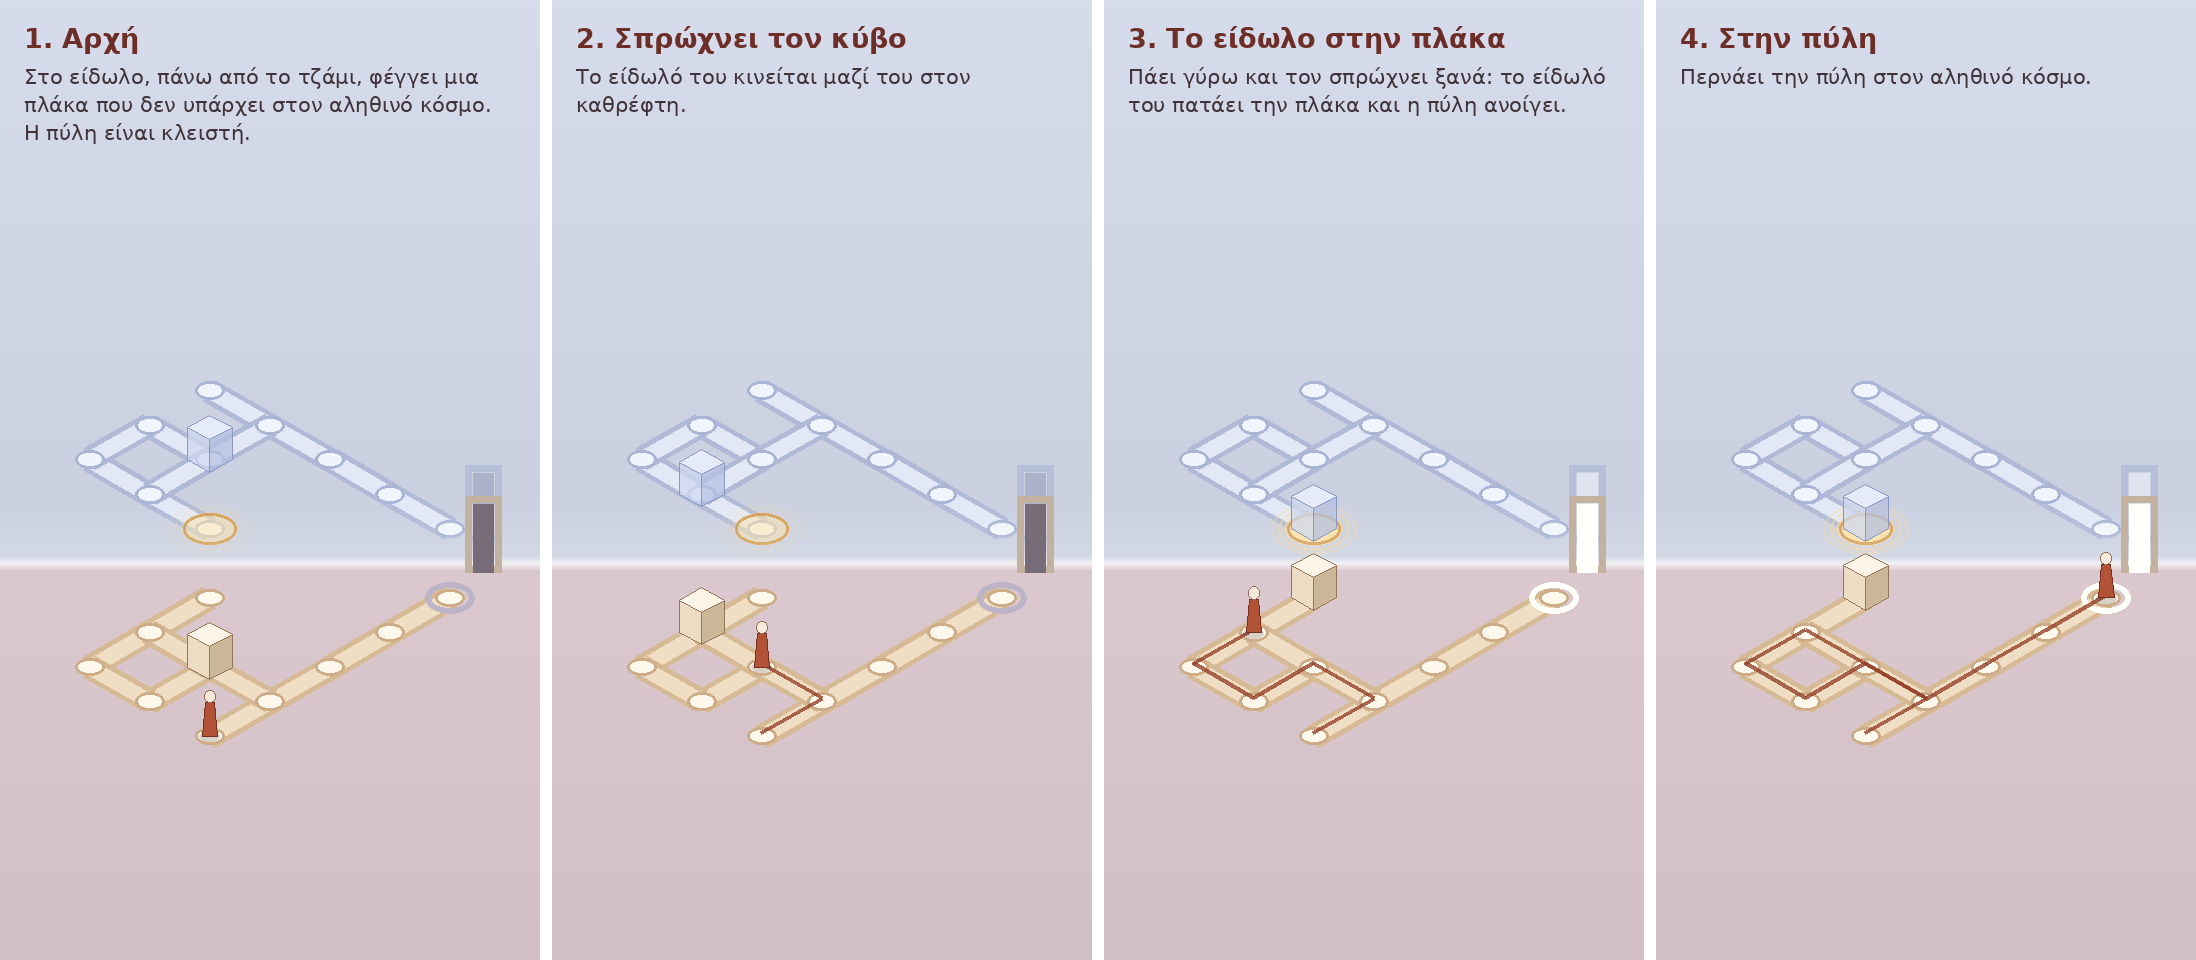 1. Αρχή
Στο είδωλο, πάνω από το τζάμι, φέγγει μια
πλάκα που δεν υπάρχει στον αληθινό κόσμο.
Η πύλη είναι κλειστή.
2. Σπρώχνει τον κύβο
Το είδωλό του κινείται μαζί του στον
καθρέφτη.
3. Το είδωλο στην πλάκα
Πάει γύρω και τον σπρώχνει ξανά: το είδωλό
του πατάει την πλάκα και η πύλη ανοίγει.
4. Στην πύλη
Περνάει την πύλη στον αληθινό κόσμο.